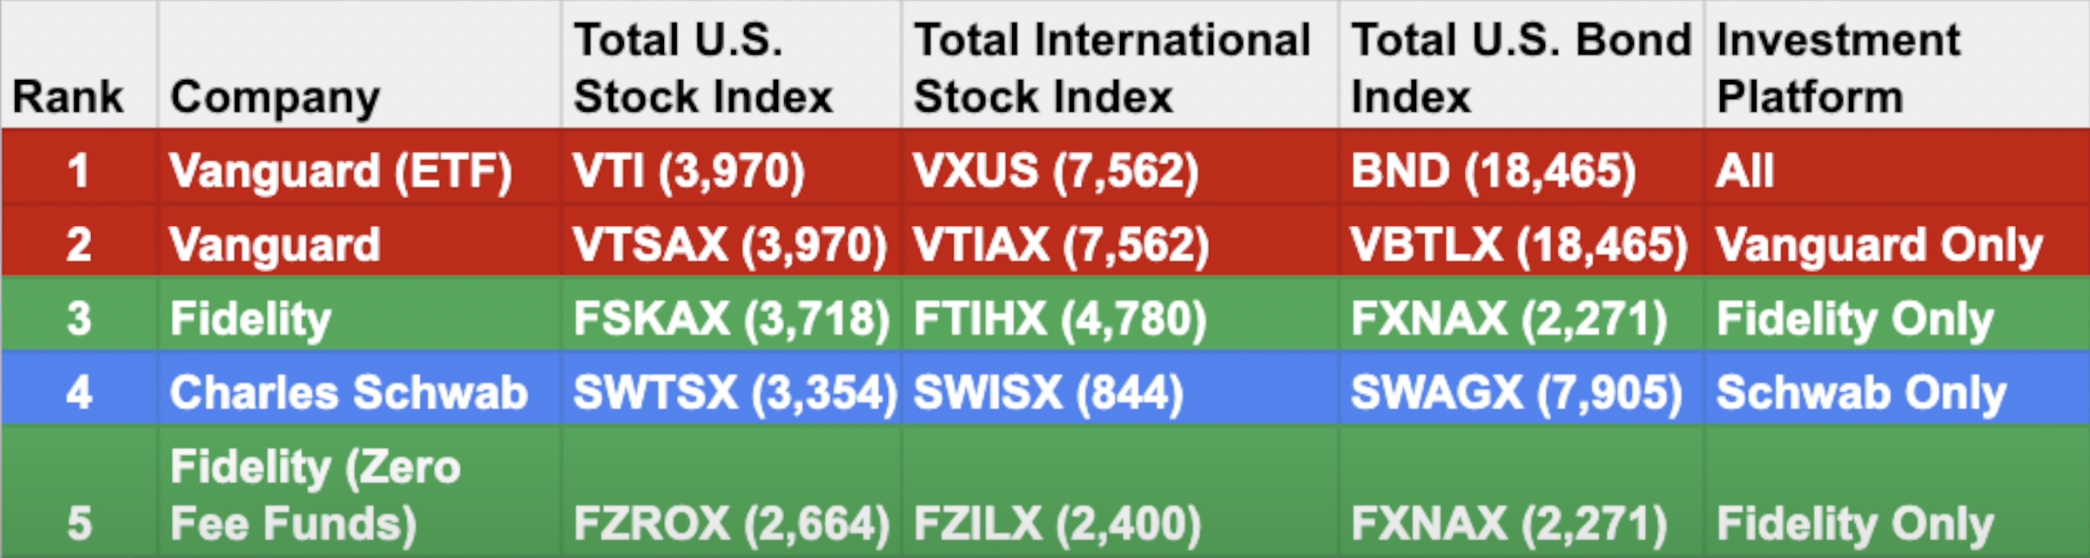 Rank Company Total U.S. Stock Index Total International Stock Index Total U.S. Bond Index Investment Platform
1 Vanguard (ETF) VTI (3,970) VXUS (7,562) BND (18,465) All
2 Vanguard VTSAX (3,970) VTIAX (7,562) VBTLX (18,465) Vanguard Only
3 Fidelity FSKAX (3,718) FTIHX (4,780) FXNAX (2,271) Fidelity Only
4 Charles Schwab SWTSX (3,354) SWISX (844) SWAGX (7,905) Schwab Only
5 Fidelity (Zero Fee Funds) FZROX (2,664) FZILX (2,400) FXNAX (2,271) Fidelity Only